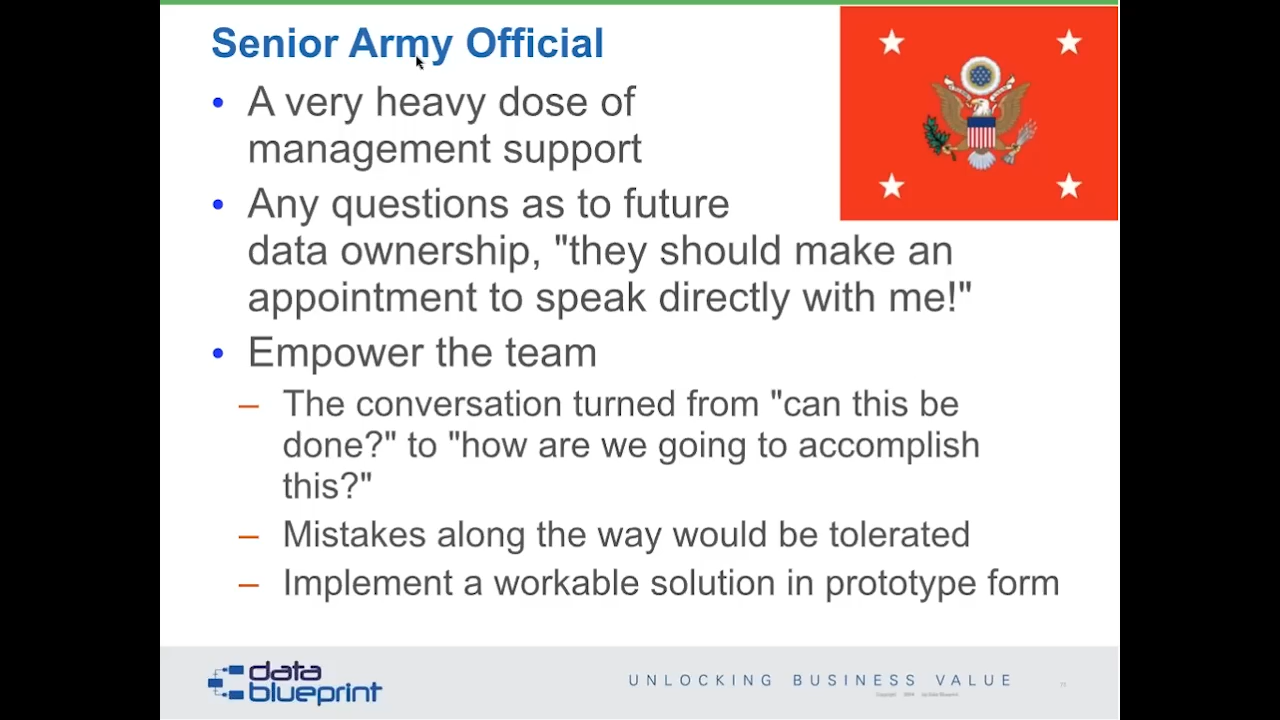 Senior Army Official
• A very heavy dose of
management support
• Any questions as to future
data ownership, "they should make an
appointment to speak directly with me!"
• Empower the team
– The conversation turned from "can this be
done?" to "how are we going to accomplish
this?"
– Mistakes along the way would be tolerated
– Implement a workable solution in prototype form
data
blueprint
UNLOCKING BUSINESS VALUE